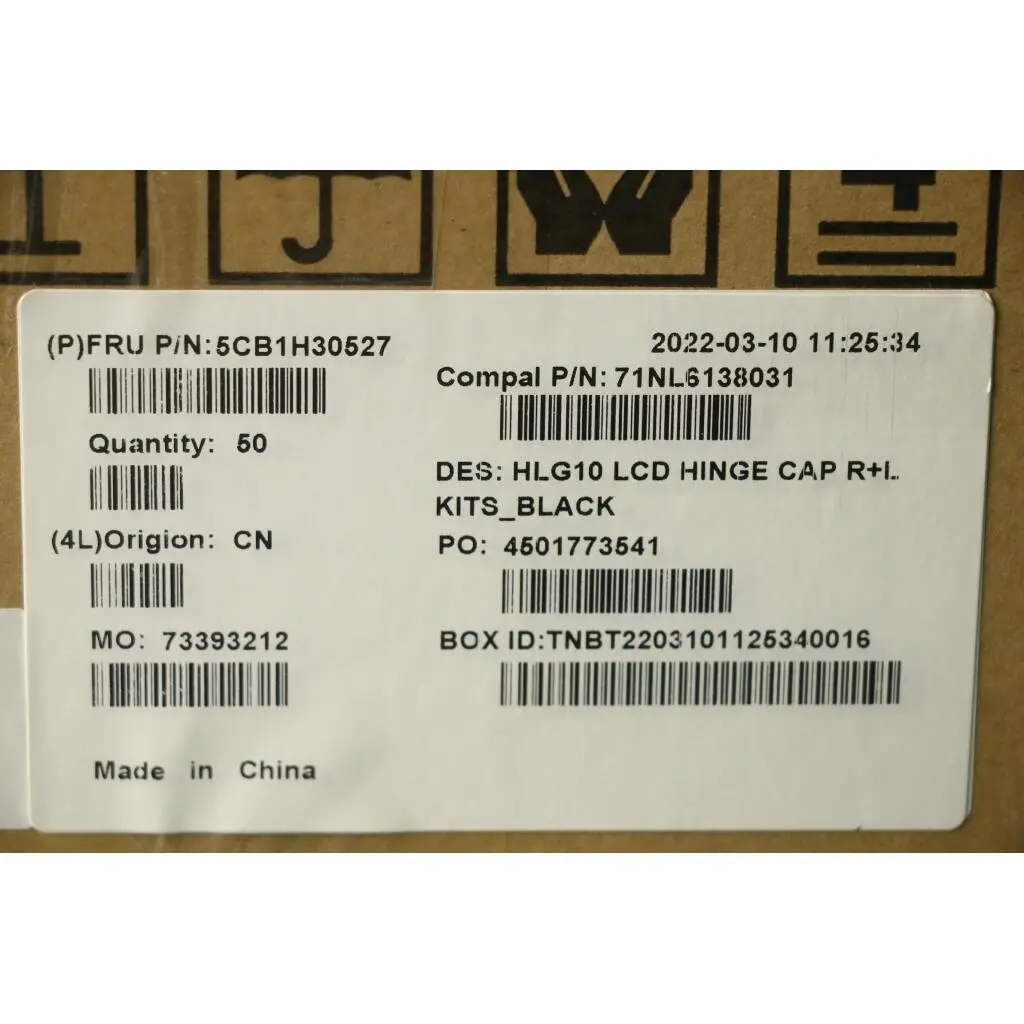 (P)FRU P/N:5CB1H30527
2022-03-10 11:25:34
Compal P/N: 71NL6138031
Quantity: 50
DES: HLG10 LCD HINGE CAP R+L
KITS_BLACK
(4L)Origion: CN
PO: 4501773541
MO: 73393212
BOX ID:TNBT2203101125340016
Made in China